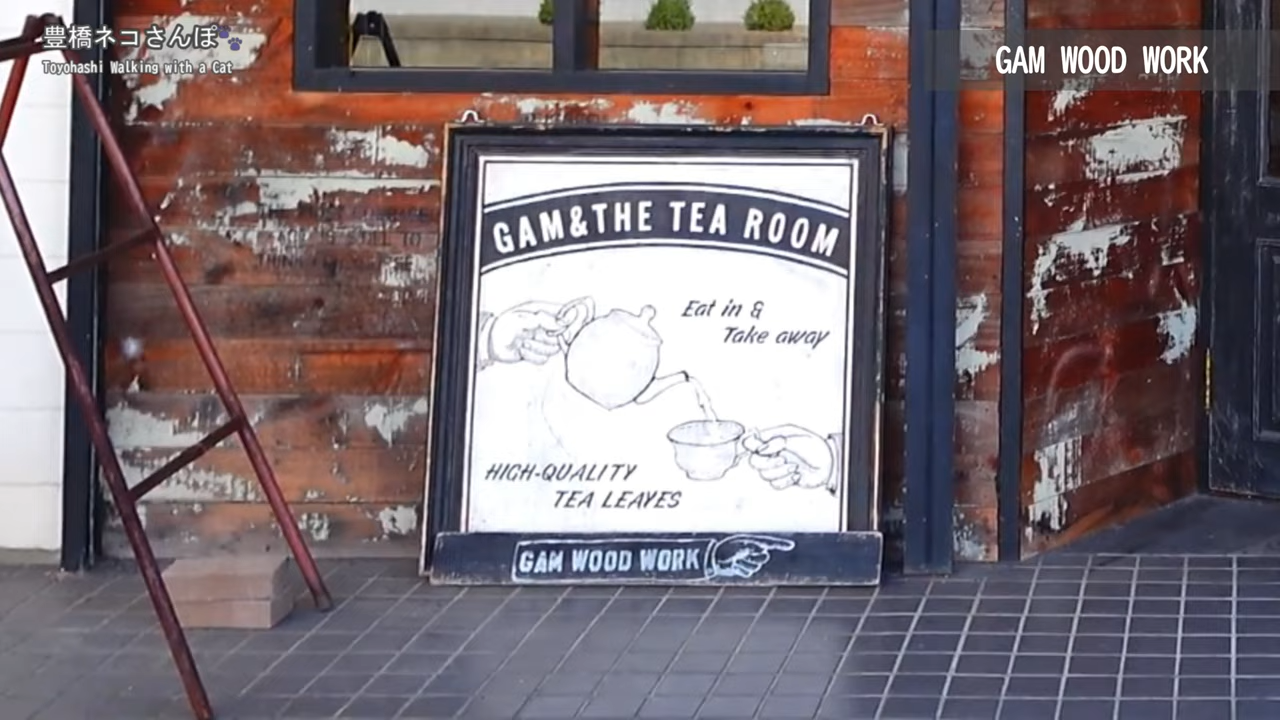 豊橋ネコさんぽ
Toyohashi Walking with a Cat
GAM WOOD WORK
GAM&THE TEA ROOM
Eat in &
Take away
HIGH-QUALITY
TEA LEAVES
GAM WOOD WORK